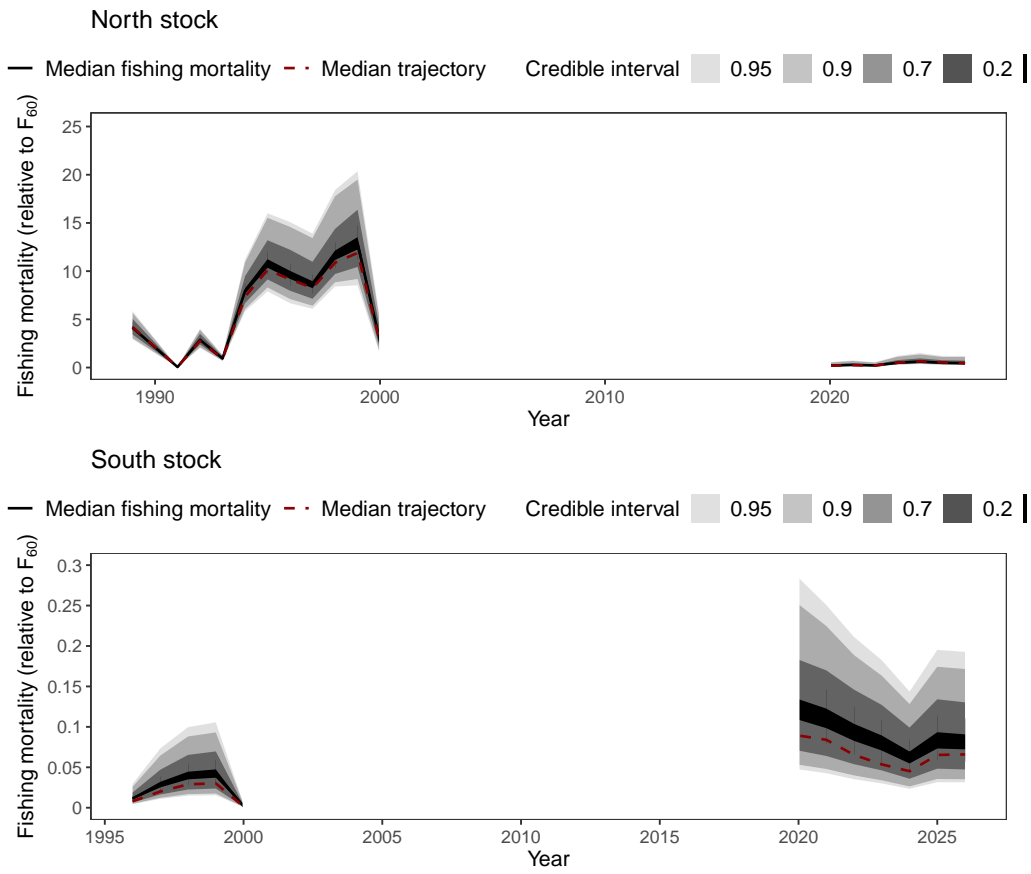 North stock
Median fishing mortality Median trajectory Credible interval 0.95 0.9 0.7 0.2
Fishing mortality (relative to F60)
25
20
15
10
5
0
1990 2000 2010 2020
Year
South stock
Median fishing mortality Median trajectory Credible interval 0.95 0.9 0.7 0.2
Fishing mortality (relative to F60)
0.3
0.25
0.2
0.15
0.1
0.05
0
1995 2000 2005 2010 2015 2020 2025
Year